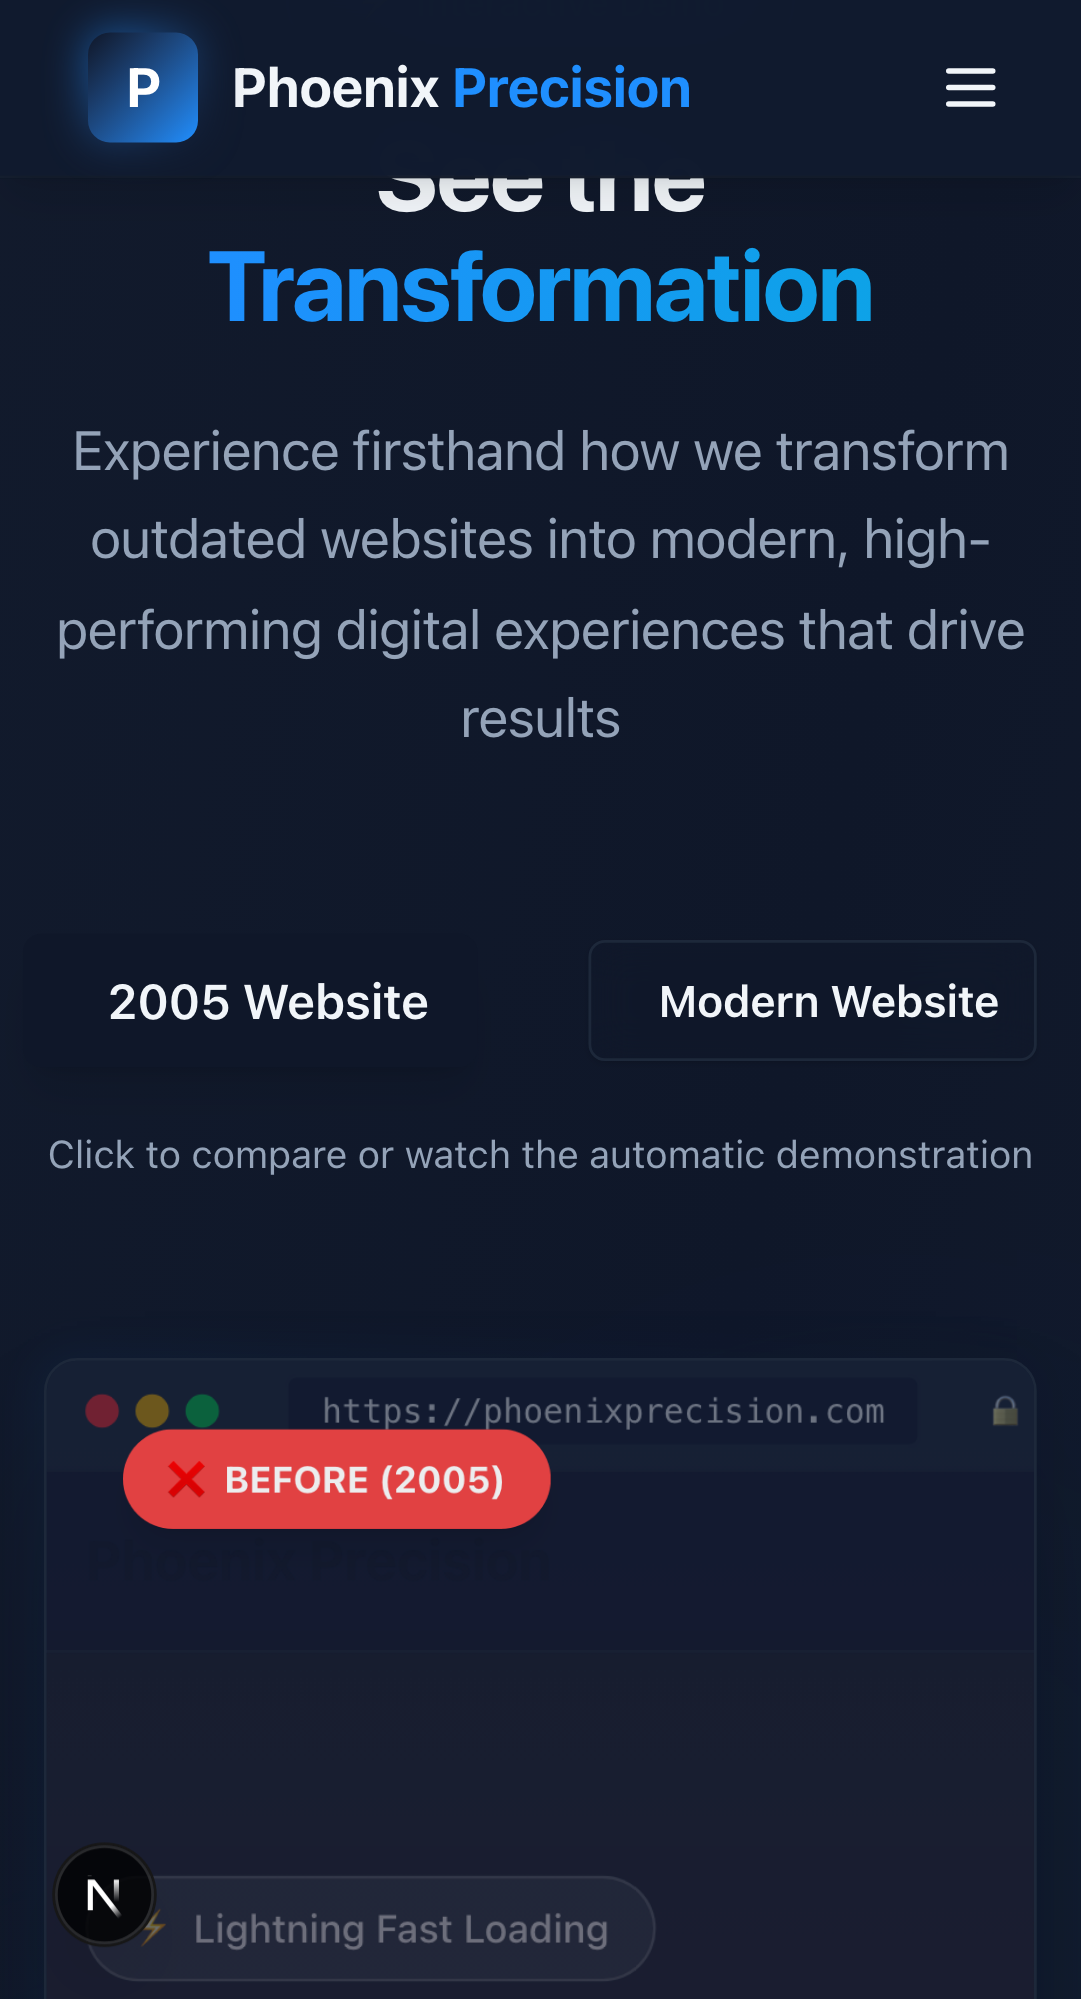 P
Phoenix Precision
See the
Transformation
Experience firsthand how we transform
outdated websites into modern, high-
performing digital experiences that drive
results
2005 Website
Modern Website
Click to compare or watch the automatic demonstration
https://phoenixprecision.com
❌ BEFORE (2005)
Phoenix Precision
N
⚡ Lightning Fast Loading